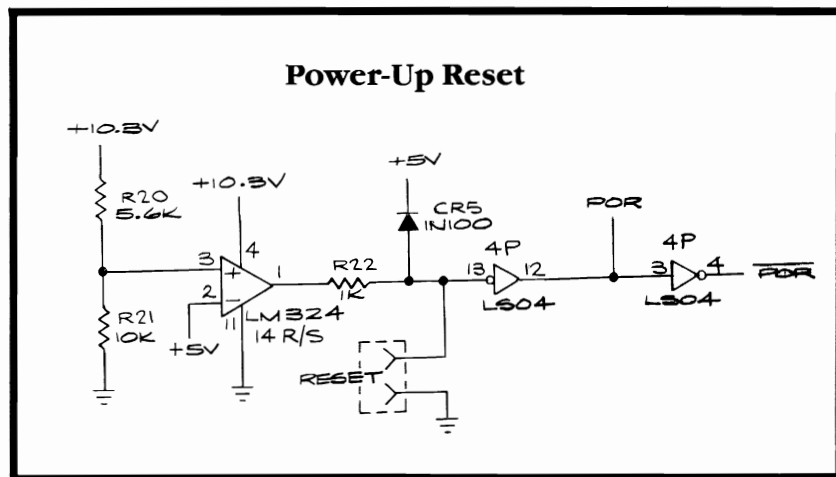 Power-Up Reset
+10.3V
R20
5.6K
+10.3V
+5V
CR5
1N100
POR
4P
4P
3
4
2
1
11
R22
1K
13
12
3
4
POR
LM324
14 R/S
LS04
LS04
R21
10K
+5V
RESET